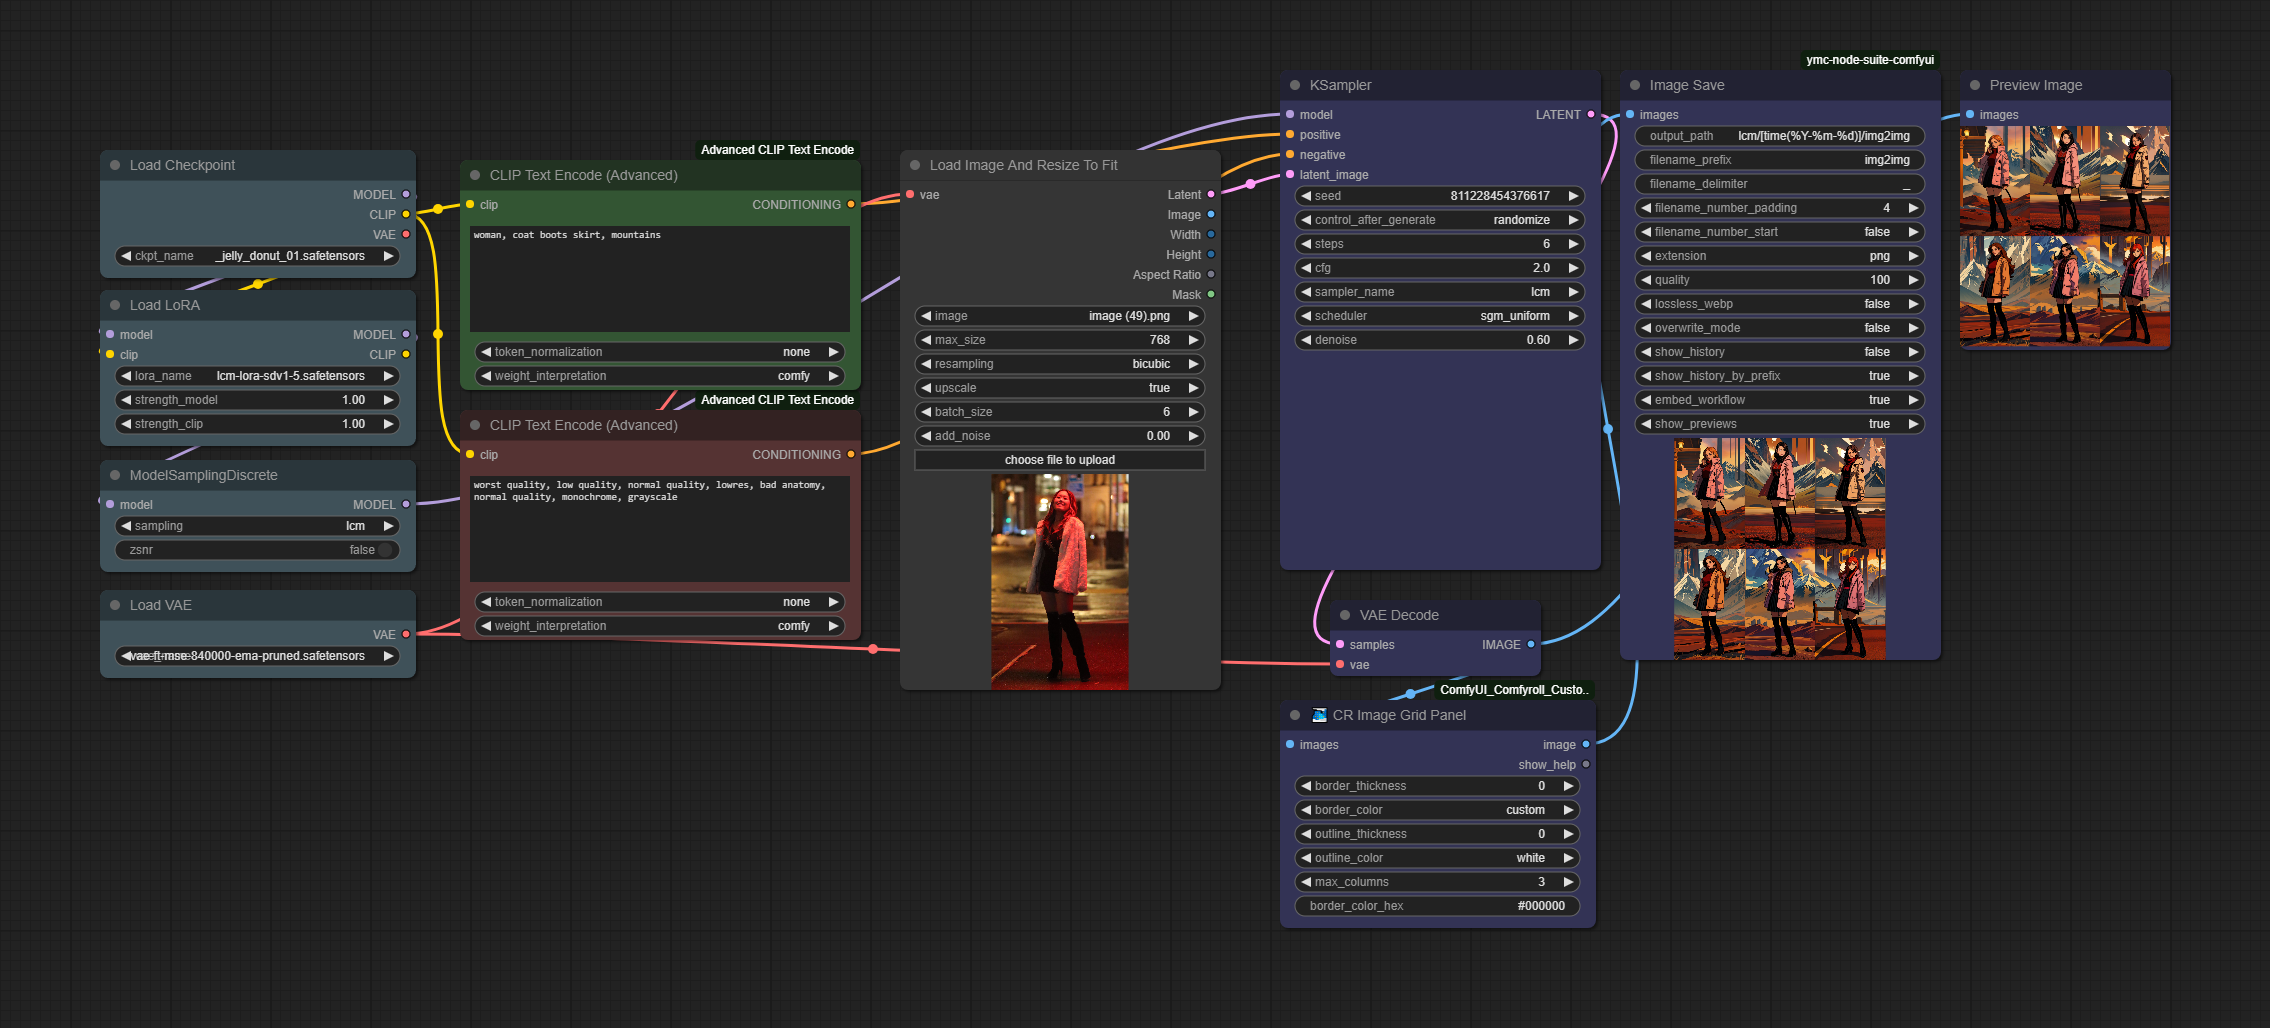 Load Checkpoint
MODEL
CLIP
VAE
ckpt_name _jelly_donut_01.safetensors
Load LoRA
model MODEL
clip CLIP
lora_name lcm-lora-sdv1-5.safetensors
strength_model 1.00
strength_clip 1.00
ModelSamplingDiscrete
model MODEL
sampling lcm
zsnr false
Load VAE
VAE
vae-ft-mse-840000-ema-pruned.safetensors
Advanced CLIP Text Encode
CLIP Text Encode (Advanced)
clip CONDITIONING
woman, coat boots skirt, mountains
token_normalization none
weight_interpretation comfy
Advanced CLIP Text Encode
CLIP Text Encode (Advanced)
clip CONDITIONING
worst quality, low quality, normal quality, lowres, bad anatomy,
normal quality, monochrome, grayscale
token_normalization none
weight_interpretation comfy
Load Image And Resize To Fit
vae Latent
Image
Width
Height
Aspect Ratio
Mask
image image (49).png
max_size 768
resampling bicubic
upscale true
batch_size 6
add_noise 0.00
choose file to upload
KSampler
model LATENT
positive
negative
latent_image
seed 811228454376617
control_after_generate randomize
steps 6
cfg 2.0
sampler_name lcm
scheduler sgm_uniform
denoise 0.60
VAE Decode
samples IMAGE
vae
ComfyUI_Comfyroll_Custo..
CR Image Grid Panel
images image
show_help
border_thickness 0
border_color custom
outline_thickness 0
outline_color white
max_columns 3
border_color_hex #000000
ymc-node-suite-comfyui
Image Save
images
output_path lcm/[time(%Y-%m-%d)]/img2img
filename_prefix img2img
filename_delimiter _
filename_number_padding 4
filename_number_start false
extension png
quality 100
lossless_webp false
overwrite_mode false
show_history false
show_history_by_prefix true
embed_workflow true
show_previews true
Preview Image
images